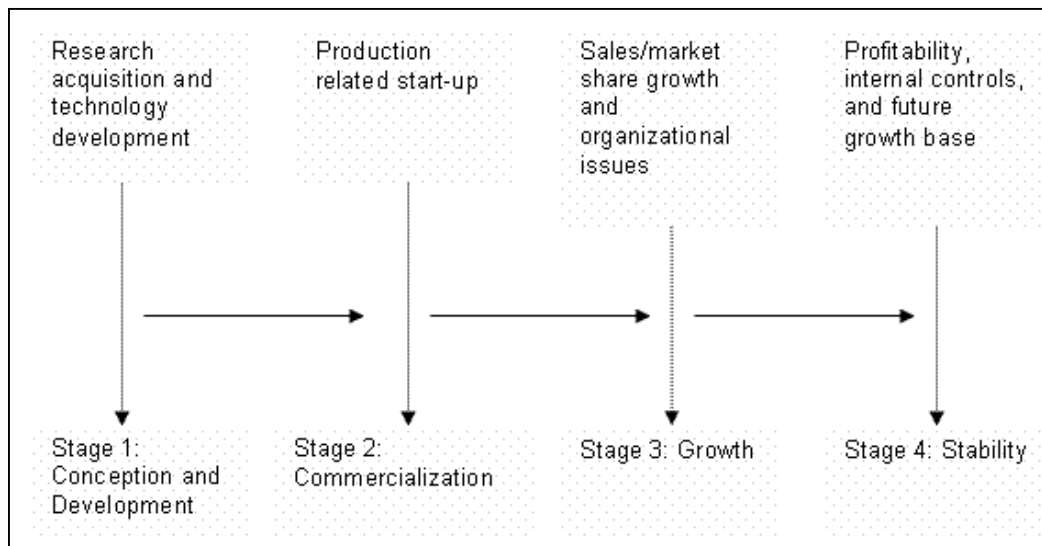 Research
acquisition and
technology
development
Production
related start-up
Sales/market
share growth
and
organizational
issues
Profitability,
internal controls,
and future
growth base
Stage 1:
Conception and
Development
Stage 2:
Commercialization
Stage 3: Growth
Stage 4: Stability